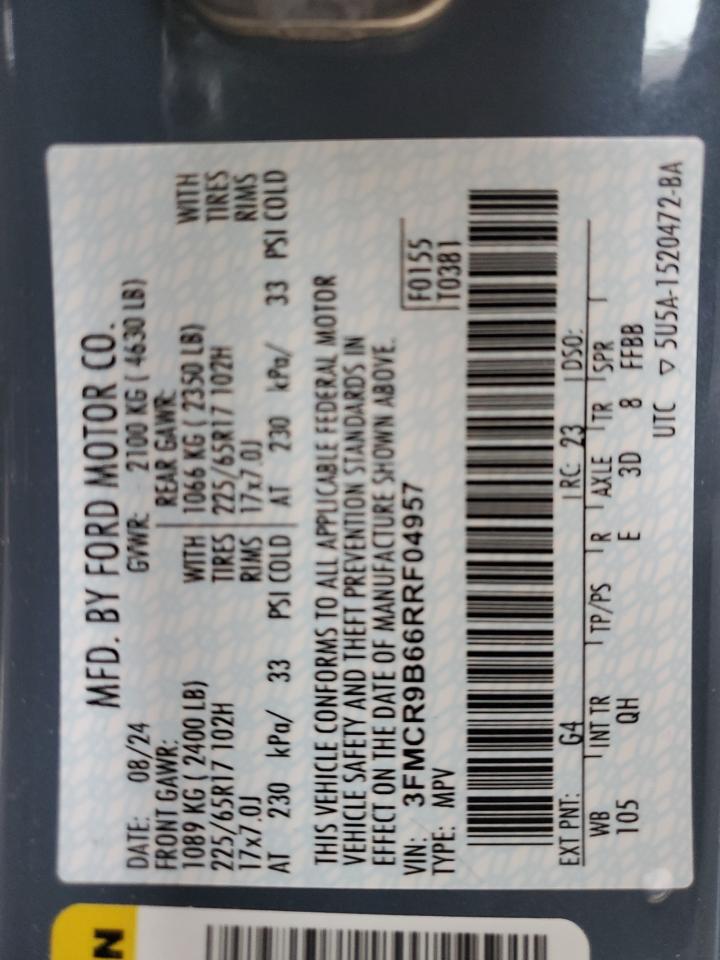 MFD. BY FORD MOTOR CO.
DATE: 08/24 GVWR: 2100 KG ( 4630 LB)
FRONT GAWR: REAR GAWR:
1089 KG ( 2400 LB) WITH 1066 KG ( 2350 LB) WITH
225/65R17 102H TIRES 225/65R17 102H TIRES
17x7.0J RIMS 17x7.0J RIMS
AT 230 kPa/ 33 PSI COLD AT 230 kPa/ 33 PSI COLD
THIS VEHICLE CONFORMS TO ALL APPLICABLE FEDERAL MOTOR
VEHICLE SAFETY AND THEFT PREVENTION STANDARDS IN
EFFECT ON THE DATE OF MANUFACTURE SHOWN ABOVE.
VIN: 3FMCR9B66RRF04957 F0155
TYPE: MPV T0381
EXT PNT: G4 RC: 23 DSO:
WB INT TR TP/PS R AXLE TR SPR
105 QH E 3D 8 FFBB
UTC ▽ 5U5A-1520472-BA
N